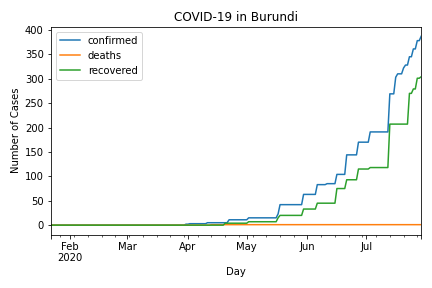 COVID-19 in Burundi
confirmed
deaths
recovered
Number of Cases
400
350
300
250
200
150
100
50
0
Feb
2020
Mar
Apr
May
Jun
Jul
Day